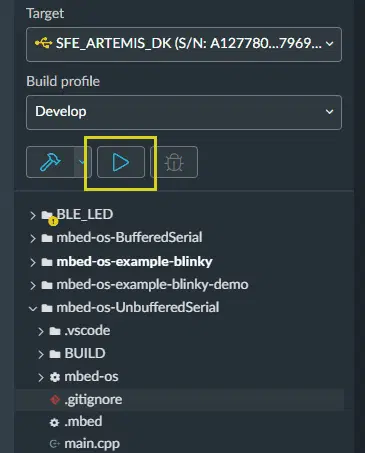 Target
SFE_ARTEMIS_DK (S/N: A127780...7969...
Build profile
Develop
BLE_LED
mbed-os-BufferedSerial
mbed-os-example-blinky
mbed-os-example-blinky-demo
mbed-os-UnbufferedSerial
.vscode
BUILD
mbed-os
.gitignore
.mbed
main.cpp